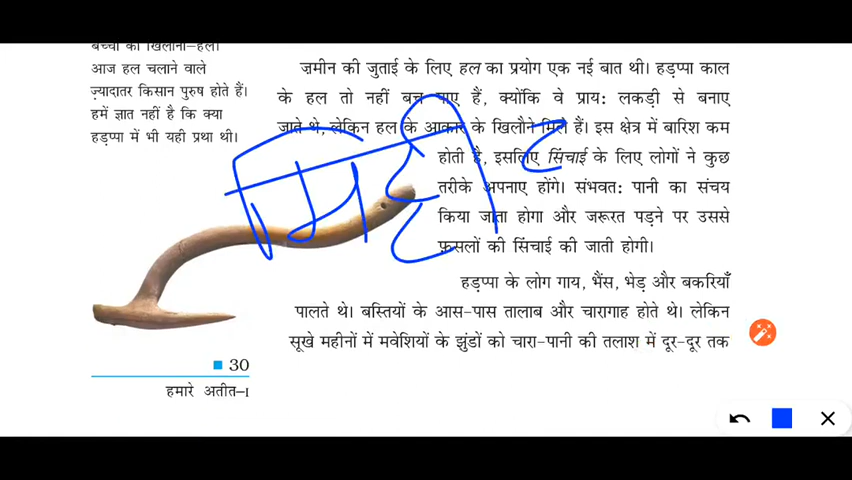 बच्चों का खिलौना–हल।
आज हल चलाने वाले
ज़्यादातर किसान पुरुष होते हैं।
हमें ज्ञात नहीं है कि क्या
हड़प्पा में भी यही प्रथा थी।
ज़मीन की जुताई के लिए हल का प्रयोग एक नई बात थी। हड़प्पा काल
के हल तो नहीं बच पाए हैं, क्योंकि वे प्राय: लकड़ी से बनाए
जाते थे, लेकिन हल के आकार के खिलौने मिले हैं। इस क्षेत्र में बारिश कम
होती है, इसलिए सिंचाई के लिए लोगों ने कुछ
तरीके अपनाए होंगे। संभवत: पानी का संचय
किया जाता होगा और जरूरत पड़ने पर उससे
फ़सलों की सिंचाई की जाती होगी।
हड़प्पा के लोग गाय, भैंस, भेड़ और बकरियाँ
पालते थे। बस्तियों के आस-पास तालाब और चारागाह होते थे। लेकिन
सूखे महीनों में मवेशियों के झुंडों को चारा-पानी की तलाश में दूर-दूर तक
30
हमारे अतीत–I